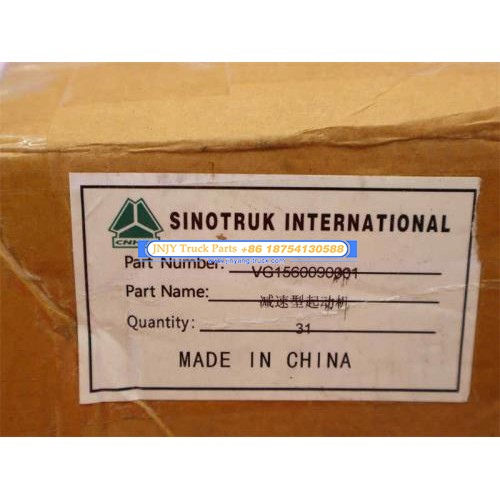 SINOTRUK INTERNATIONAL
JNJY Truck Parts +86 18754130588
Part Number: VG1560090001
Part Name: 减速型起动机
Quantity: 31
MADE IN CHINA